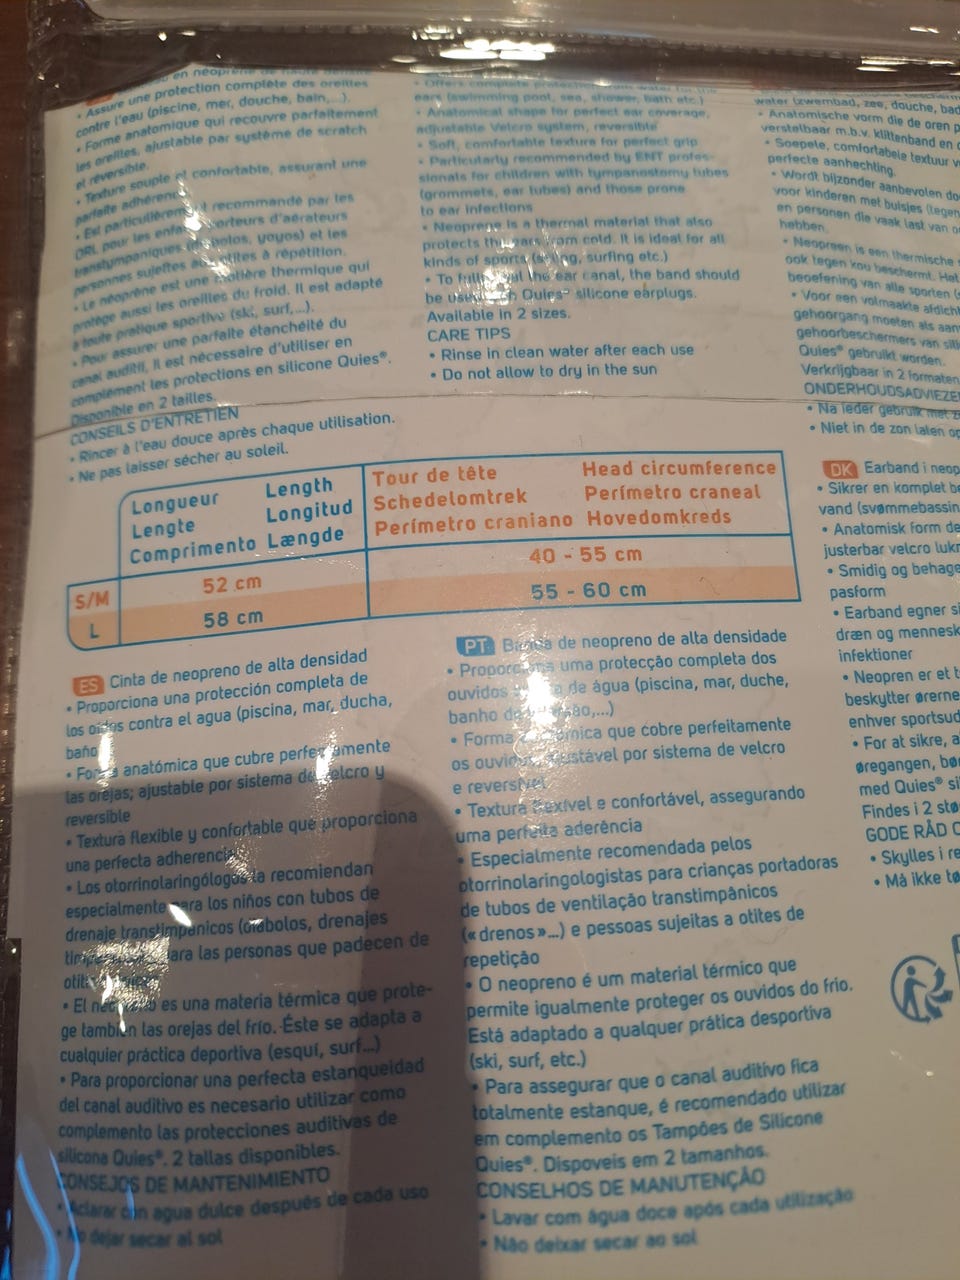 en néoprène de haute densité
• Assure une protection complète des oreilles
contre l'eau (piscine, mer, douche, bain,...).
• Forme anatomique qui recouvre parfaitement
les oreilles, ajustable par système de scratch
et réversible.
• Texture souple et confortable, assurant une
parfaite adhérence.
• Est particulièrement recommandé par les
ORL pour les enfants porteurs d'aérateurs
transtympaniques (diabolos, yoyos) et les
personnes sujettes aux otites à répétition.
• Le néoprène est une matière thermique qui
protège aussi les oreilles du froid. Il est adapté
à toute pratique sportive (ski, surf,...).
• Pour assurer une parfaite étanchéité du
canal auditif, il est nécessaire d'utiliser en
complément les protections en silicone Quies®.
Disponible en 2 tailles.
CONSEILS D'ENTRETIEN
• Rincer à l'eau douce après chaque utilisation.
• Ne pas laisser sécher au soleil.
• Offers complete protection water for the
ears (swimming pool, sea, shower, bath etc.)
• Anatomical shape for perfect ear coverage,
adjustable Velcro system, reversible
• Soft, comfortable texture for perfect grip
• Particularly recommended by ENT profes-
sionals for children with tympanostomy tubes
(grommets, ear tubes) and those prone
to ear infections
• Neoprene is a thermal material that also
protects the ears from cold. It is ideal for all
kinds of sports (skiing, surfing etc.)
• To fully seal the ear canal, the band should
be used with Quies® silicone earplugs.
Available in 2 sizes.
CARE TIPS
• Rinse in clean water after each use
• Do not allow to dry in the sun
water (zwembad, zee, douche, bad
• Anatomische vorm die de oren p
verstelbaar m.b.v. klittenband en o
• Soepele, comfortabele textuur v
perfecte aanhechting.
• Wordt bijzonder aanbevolen do
voor kinderen met buisjes (tegen
en personen die vaak last van o
hebben.
• Neopreen is een thermische s
ook tegen kou beschermt. Het
beoefening van alle sporten (s
• Voor een volmaakte afdicht
gehoorgang moeten als aan
gehoorbeschermers van sili
Quies® gebruikt worden.
Verkrijgbaar in 2 formaten
ONDERHOUDSADVIEZE
• Na ieder gebruik met z
• Niet in de zon laten op
Longueur Length
Lengte Longitud
Comprimento Længde
Tour de tête Head circumference
Schedelomtrek Perímetro craneal
Perímetro craniano Hovedomkreds
S/M 52 cm 40 - 55 cm
L 58 cm 55 - 60 cm
ES Cinta de neopreno de alta densidad
• Proporciona una protección completa de
los oídos contra el agua (piscina, mar, ducha,
baño
• Forma anatómica que cubre perfectamente
las orejas; ajustable por sistema de velcro y
reversible
• Textura flexible y confortable que proporciona
una perfecta adherencia
• Los otorrinolaringólogos la recomiendan
especialmente para los niños con tubos de
drenaje transtimpánicos (diábolos, drenajes
para las personas que padecen de
• El neopreno es una materia térmica que prote-
ge también las orejas del frío. Éste se adapta a
cualquier práctica deportiva (esquí, surf...)
• Para proporcionar una perfecta estanqueidad
del canal auditivo es necesario utilizar como
complemento las protecciones auditivas de
silicona Quies®. 2 tallas disponibles.
CONSEJOS DE MANTENIMIENTO
• Aclarar con agua dulce después de cada uso
• No dejar secar al sol
PT Banda de neopreno de alta densidade
• Proporciona uma protecção completa dos
ouvidos de água (piscina, mar, duche,
banho
• Forma anatómica que cobre perfeitamente
os ouvidos, ajustável por sistema de velcro
e reversível
• Textura flexível e confortável, assegurando
uma perfeita aderência
• Especialmente recomendada pelos
otorrinolaringologistas para crianças portadoras
de tubos de ventilação transtimpânicos
(« drenos »...) e pessoas sujeitas a otites de
repetição
• O neopreno é um material térmico que
permite igualmente proteger os ouvidos do frio.
Está adaptado a qualquer prática desportiva
(ski, surf, etc.)
• Para assegurar que o canal auditivo fica
totalmente estanque, é recomendado utilizar
em complemento os Tampões de Silicone
Quies®. Dispoveis em 2 tamanhos.
CONSELHOS DE MANUTENÇÃO
• Lavar com água doce após cada utilização
• Não deixar secar ao sol
DK Earband i neop
• Sikrer en komplet be
vand (svømmebassin
• Anatomisk form de
justerbar velcro lukn
• Smidig og behage
pasform
• Earband egner si
dræn og mennesk
infektioner
• Neopren er et t
beskytter ørerne
enhver sportsud
• For at sikre, a
øregangen, bør
med Quies® si
Findes i 2 stø
GODE RÅD O
• Skylles i re
• Må ikke tø